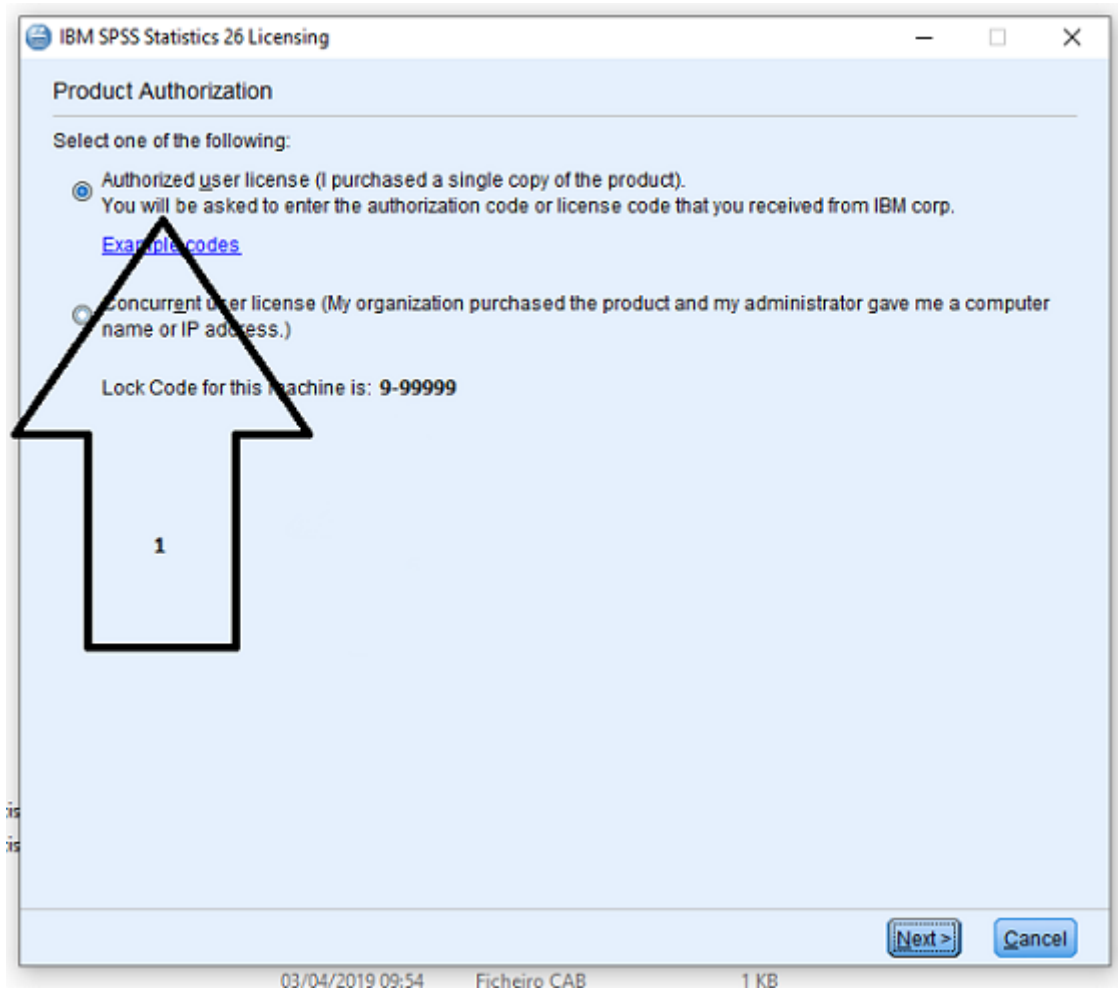 IBM SPSS Statistics 26 Licensing
Product Authorization
Select one of the following:
Authorized user license (I purchased a single copy of the product).
You will be asked to enter the authorization code or license code that you received from IBM corp.
Example codes
Concurrent user license (My organization purchased the product and my administrator gave me a computer
name or IP address.)
Lock Code for this machine is: 9-99999
1
Next >
Cancel
03/04/2019 09:54 Ficheiro CAB 1 KB